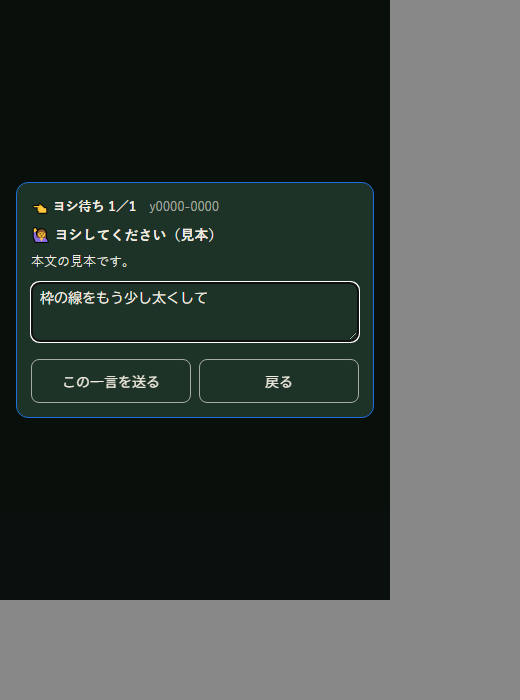 👈 ヨシ待ち 1／1 y0000-0000
🙋‍♀️ ヨシしてください（見本）
本文の見本です。
枠の線をもう少し太くして
この一言を送る 戻る